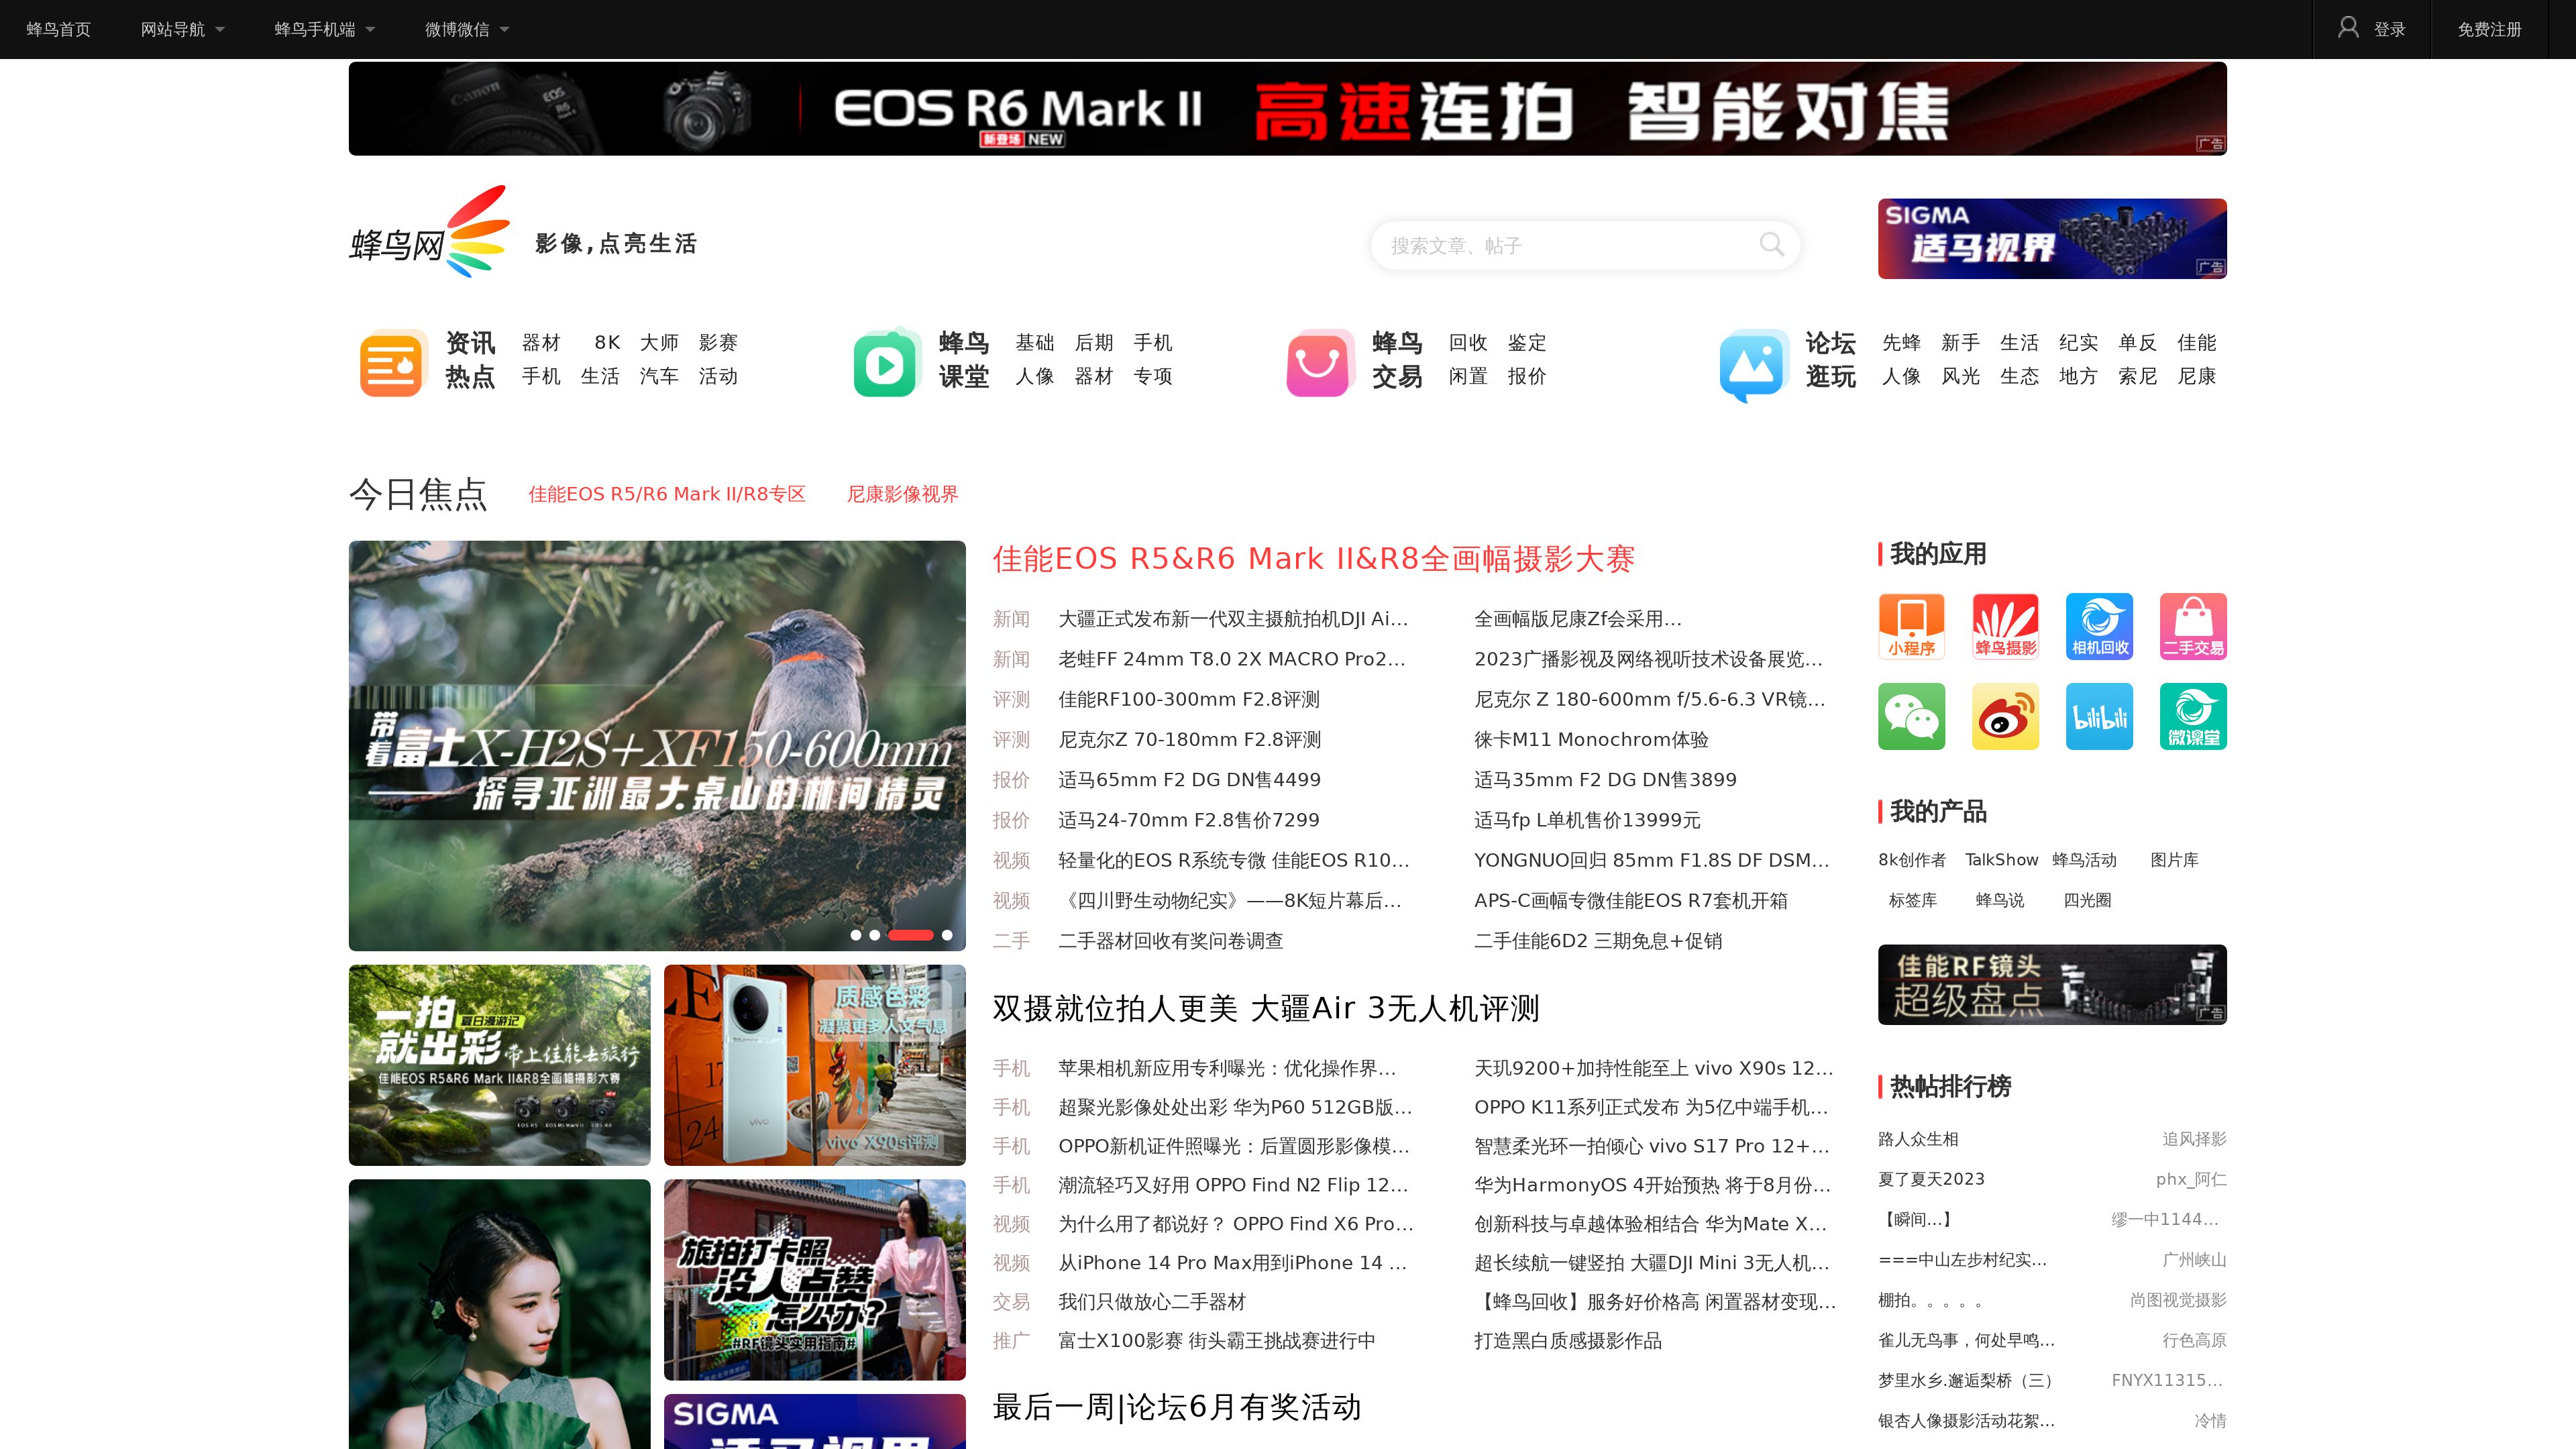 蜂鸟首页 网站导航 蜂鸟手机端 微博微信 登录 免费注册
Canon EOS R6 EOS R6 Mark II 高速连拍 智能对焦
新登场 NEW
广告
蜂鸟网 影像,点亮生活
搜索文章、帖子
SIGMA
适马视界
广告
资讯 器材 8K 大师 影赛
热点 手机 生活 汽车 活动
蜂鸟 基础 后期 手机
课堂 人像 器材 专项
蜂鸟 回收 鉴定
交易 闲置 报价
论坛 先蜂 新手 生活 纪实 单反 佳能
逛玩 人像 风光 生态 地方 索尼 尼康
今日焦点 佳能EOS R5/R6 Mark II/R8专区 尼康影像视界
带着富士X-H2S+XF150-600mm
——探寻亚洲最大桌山的林间精灵
一拍
就出彩
夏日漫游记
带上佳能去旅行
佳能EOS R5&R6 Mark II&R8全画幅摄影大赛
质感色彩
凝聚更多人文气息
vivo
vivo X90s评测
旅拍打卡照
没人点赞
怎么办?
#RF镜头实用指南#
SIGMA
适马视界
佳能EOS R5&R6 Mark II&R8全画幅摄影大赛
新闻 大疆正式发布新一代双主摄航拍机DJI Ai... 全画幅版尼康Zf会采用...
新闻 老蛙FF 24mm T8.0 2X MACRO Pro2... 2023广播影视及网络视听技术设备展览...
评测 佳能RF100-300mm F2.8评测 尼克尔 Z 180-600mm f/5.6-6.3 VR镜...
评测 尼克尔Z 70-180mm F2.8评测 徕卡M11 Monochrom体验
报价 适马65mm F2 DG DN售4499 适马35mm F2 DG DN售3899
报价 适马24-70mm F2.8售价7299 适马fp L单机售价13999元
视频 轻量化的EOS R系统专微 佳能EOS R10... YONGNUO回归 85mm F1.8S DF DSM...
视频 《四川野生动物纪实》——8K短片幕后... APS-C画幅专微佳能EOS R7套机开箱
二手 二手器材回收有奖问卷调查 二手佳能6D2 三期免息+促销
双摄就位拍人更美 大疆Air 3无人机评测
手机 苹果相机新应用专利曝光：优化操作界... 天玑9200+加持性能至上 vivo X90s 12...
手机 超聚光影像处处出彩 华为P60 512GB版... OPPO K11系列正式发布 为5亿中端手机...
手机 OPPO新机证件照曝光：后置圆形影像模... 智慧柔光环一拍倾心 vivo S17 Pro 12+...
手机 潮流轻巧又好用 OPPO Find N2 Flip 12... 华为HarmonyOS 4开始预热 将于8月份...
视频 为什么用了都说好？ OPPO Find X6 Pro... 创新科技与卓越体验相结合 华为Mate X...
视频 从iPhone 14 Pro Max用到iPhone 14 ... 超长续航一键竖拍 大疆DJI Mini 3无人机...
交易 我们只做放心二手器材 【蜂鸟回收】服务好价格高 闲置器材变现...
推广 富士X100影赛 街头霸王挑战赛进行中 打造黑白质感摄影作品
最后一周|论坛6月有奖活动
我的应用
小程序 蜂鸟摄影 相机回收 二手交易
bilibili 微课堂
我的产品
8k创作者 TalkShow 蜂鸟活动 图片库
标签库 蜂鸟说 四光圈
佳能RF镜头
超级盘点
广告
热帖排行榜
路人众生相 追风择影
夏了夏天2023 phx_阿仁
【瞬间...】 缪一中1144...
===中山左步村纪实... 广州峡山
棚拍。。。。。 尚图视觉摄影
雀儿无鸟事，何处早鸣... 行色高原
梦里水乡.邂逅梨桥（三） FNYX11315...
银杏人像摄影活动花絮... 冷情